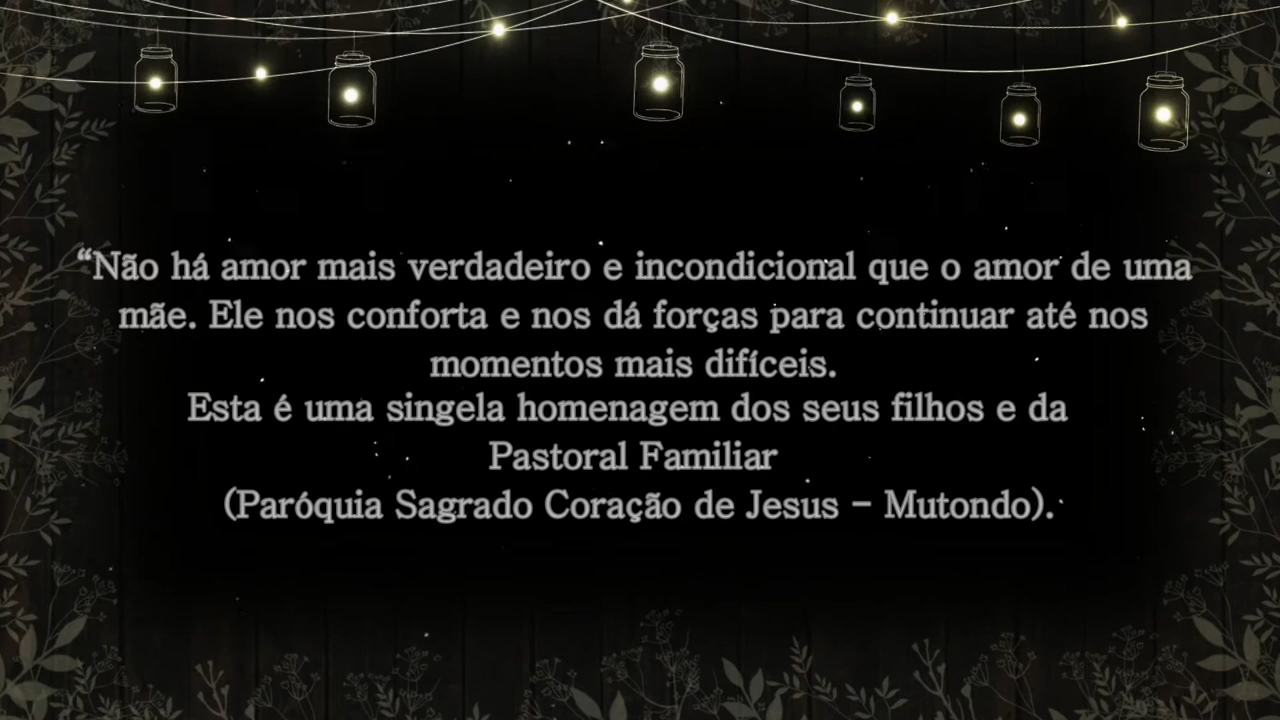 “Não há amor mais verdadeiro e incondicional que o amor de uma
mãe. Ele nos conforta e nos dá forças para continuar até nos
momentos mais difíceis.
Esta é uma singela homenagem dos seus filhos e da
Pastoral Familiar
(Paróquia Sagrado Coração de Jesus – Mutondo).